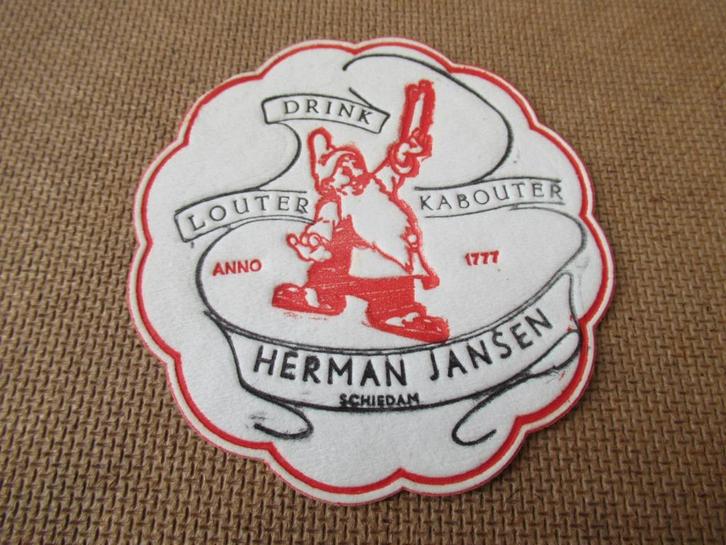 DRINK
LOUTER KABOUTER
ANNO 1777
HERMAN JANSEN
SCHIEDAM